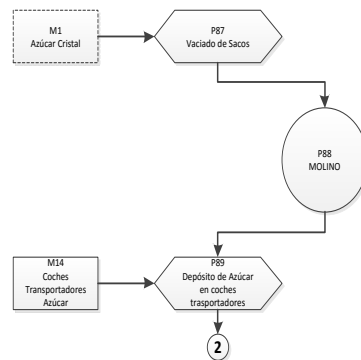 M1
Azúcar Cristal
P87
Vaciado de Sacos
P88
MOLINO
M14
Coches
Transportadores
Azúcar
P89
Depósito de Azúcar
en coches
trasportadores
2